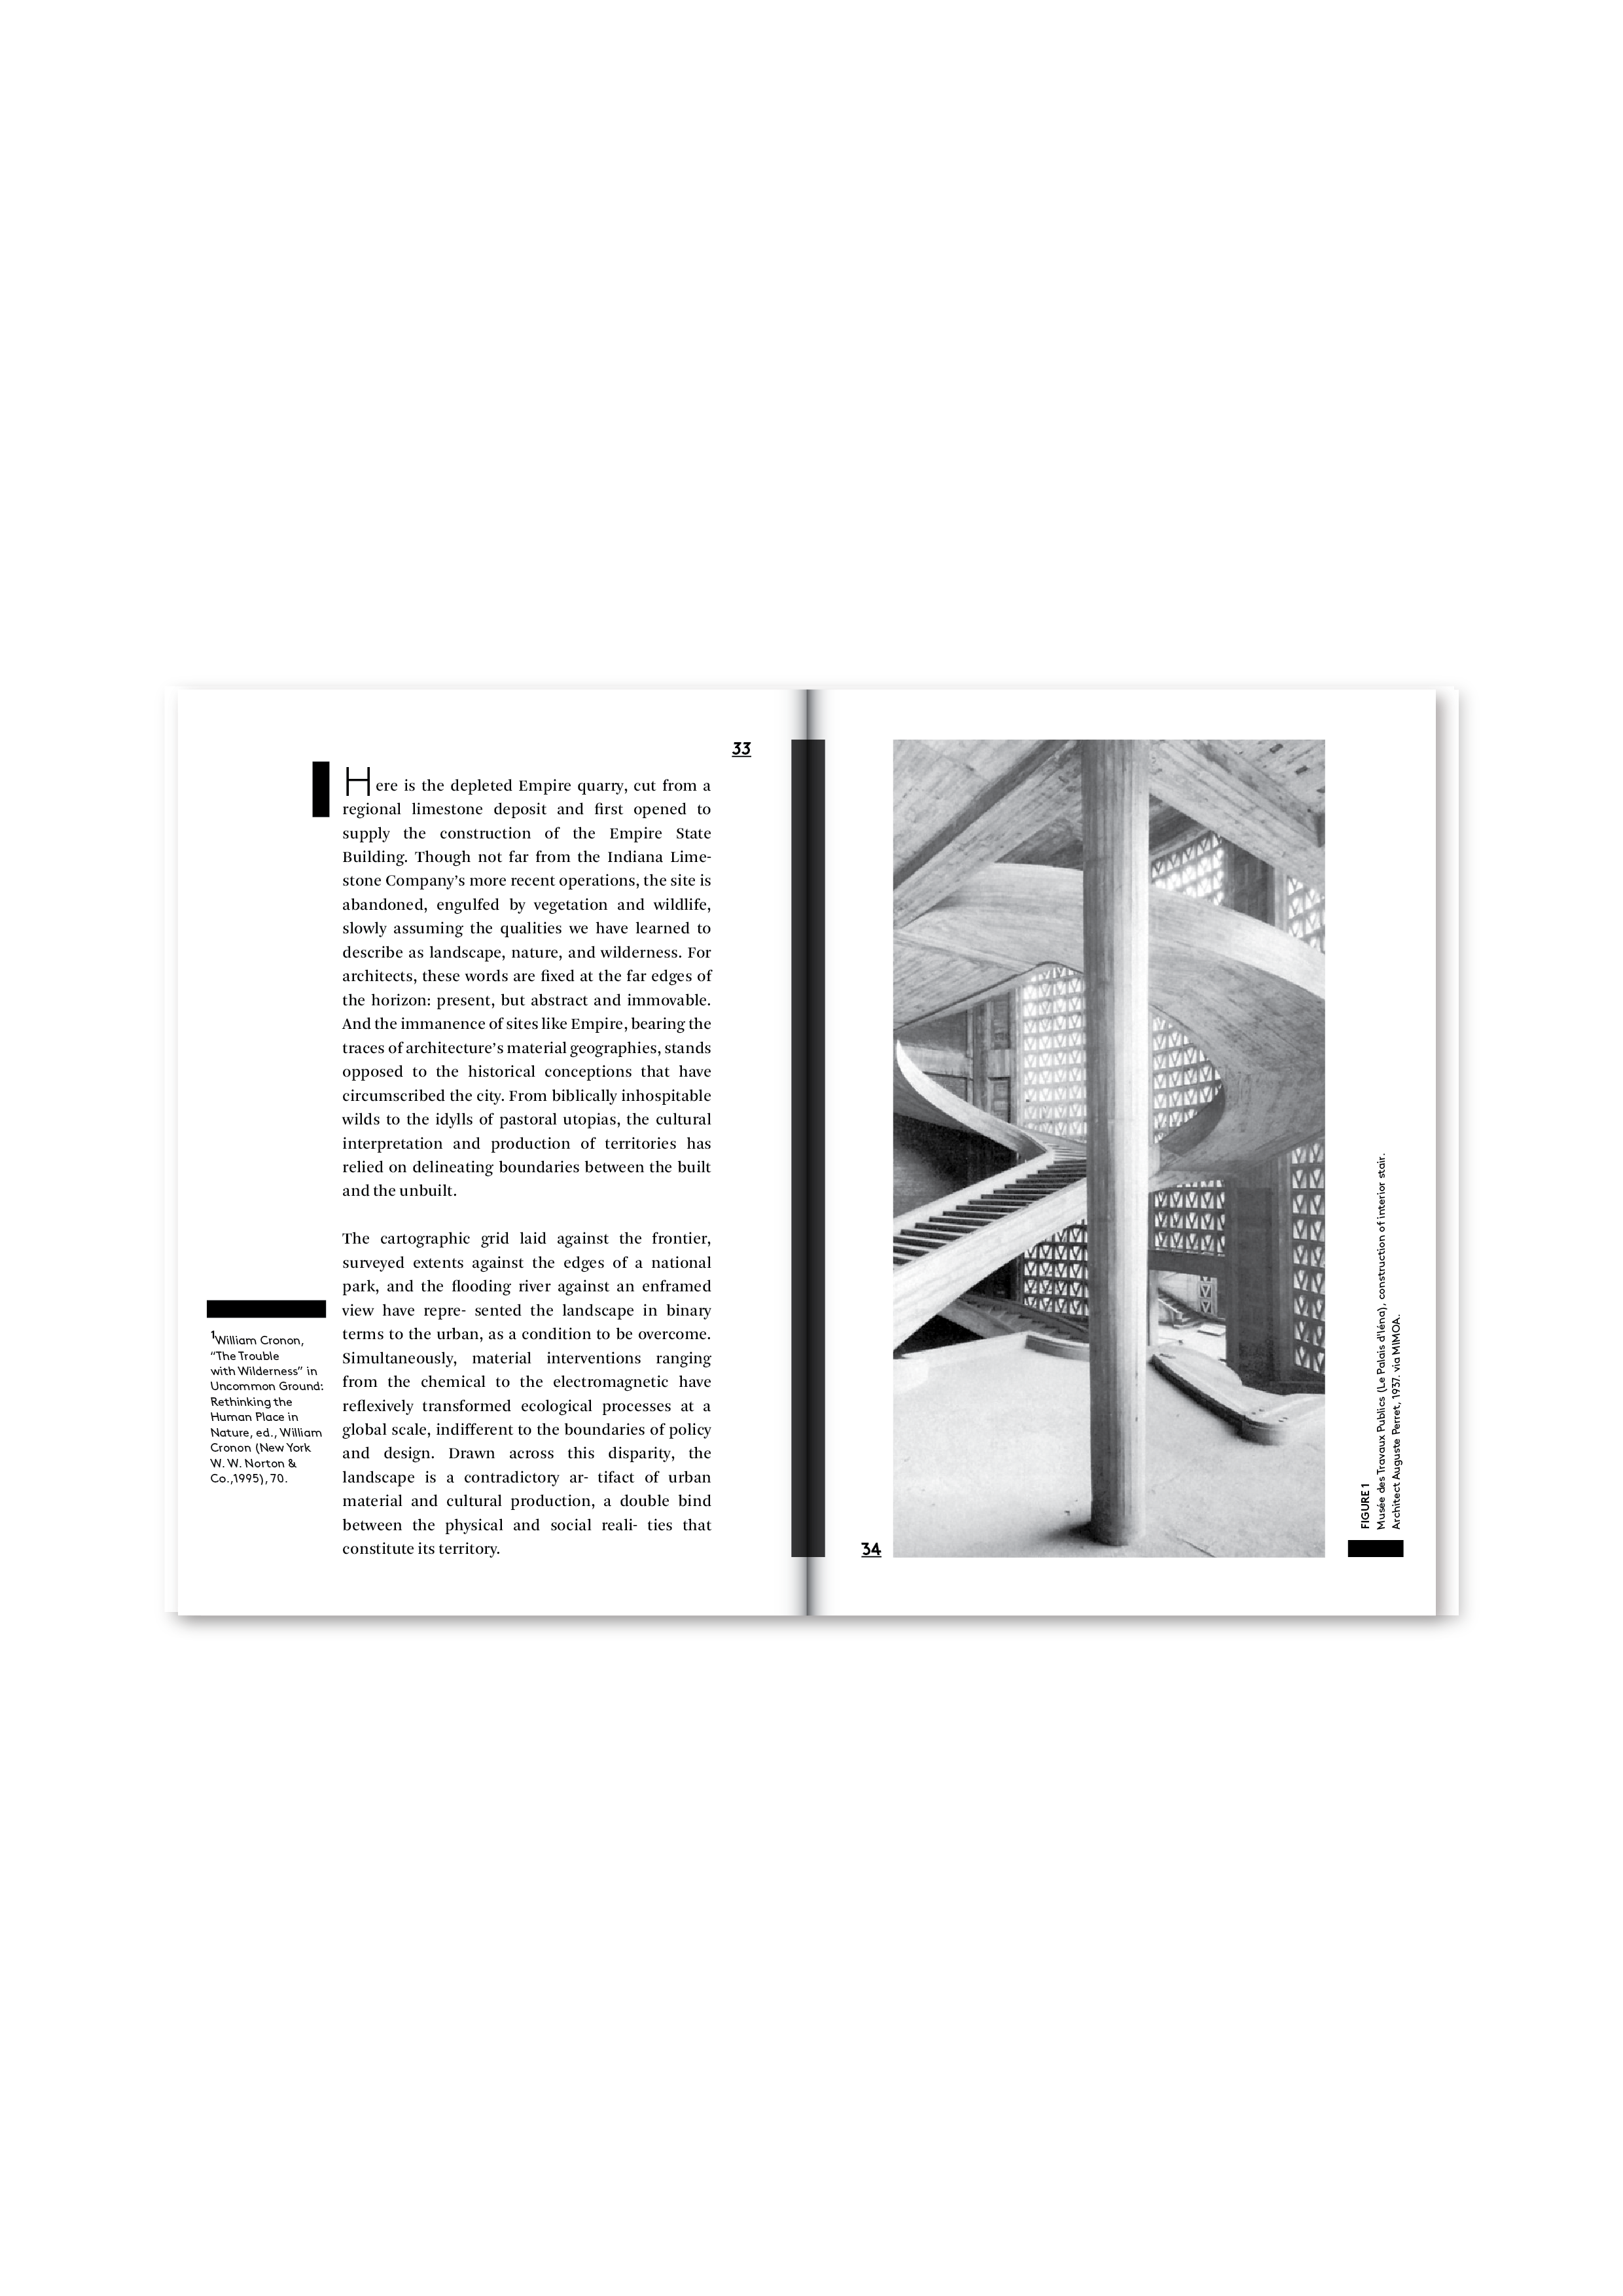 33
Here is the depleted Empire quarry, cut from a
regional limestone deposit and first opened to
supply the construction of the Empire State
Building. Though not far from the Indiana Lime-
stone Company’s more recent operations, the site is
abandoned, engulfed by vegetation and wildlife,
slowly assuming the qualities we have learned to
describe as landscape, nature, and wilderness. For
architects, these words are fixed at the far edges of
the horizon: present, but abstract and immovable.
And the immanence of sites like Empire, bearing the
traces of architecture’s material geographies, stands
opposed to the historical conceptions that have
circumscribed the city. From biblically inhospitable
wilds to the idylls of pastoral utopias, the cultural
interpretation and production of territories has
relied on delineating boundaries between the built
and the unbuilt.
The cartographic grid laid against the frontier,
surveyed extents against the edges of a national
park, and the flooding river against an enframed
view have repre- sented the landscape in binary
terms to the urban, as a condition to be overcome.
Simultaneously, material interventions ranging
from the chemical to the electromagnetic have
reflexively transformed ecological processes at a
global scale, indifferent to the boundaries of policy
and design. Drawn across this disparity, the
landscape is a contradictory ar- tifact of urban
material and cultural production, a double bind
between the physical and social reali- ties that
constitute its territory.
1William Cronon,
“The Trouble
with Wilderness” in
Uncommon Ground:
Rethinking the
Human Place in
Nature, ed., William
Cronon (New York
W. W. Norton &
Co.,1995), 70.
34
FIGURE 1
Musée des Travaux Publics (Le Palais d'Iéna), construction of interior stair.
Architect Auguste Perret, 1937. via MIMOA.